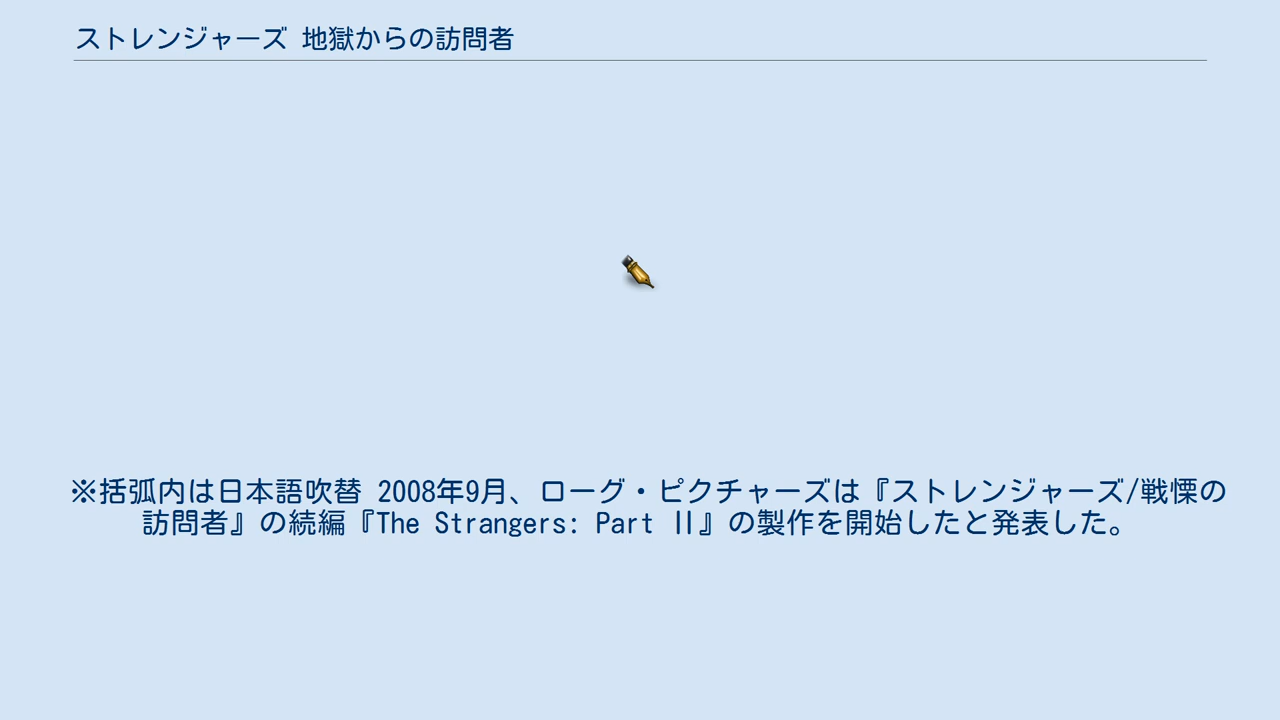 ストレンジャーズ 地獄からの訪問者
※括弧内は日本語吹替 2008年9月、ローグ・ピクチャーズは『ストレンジャーズ/戦慄の
訪問者』の続編『The Strangers: Part II』の製作を開始したと発表した。